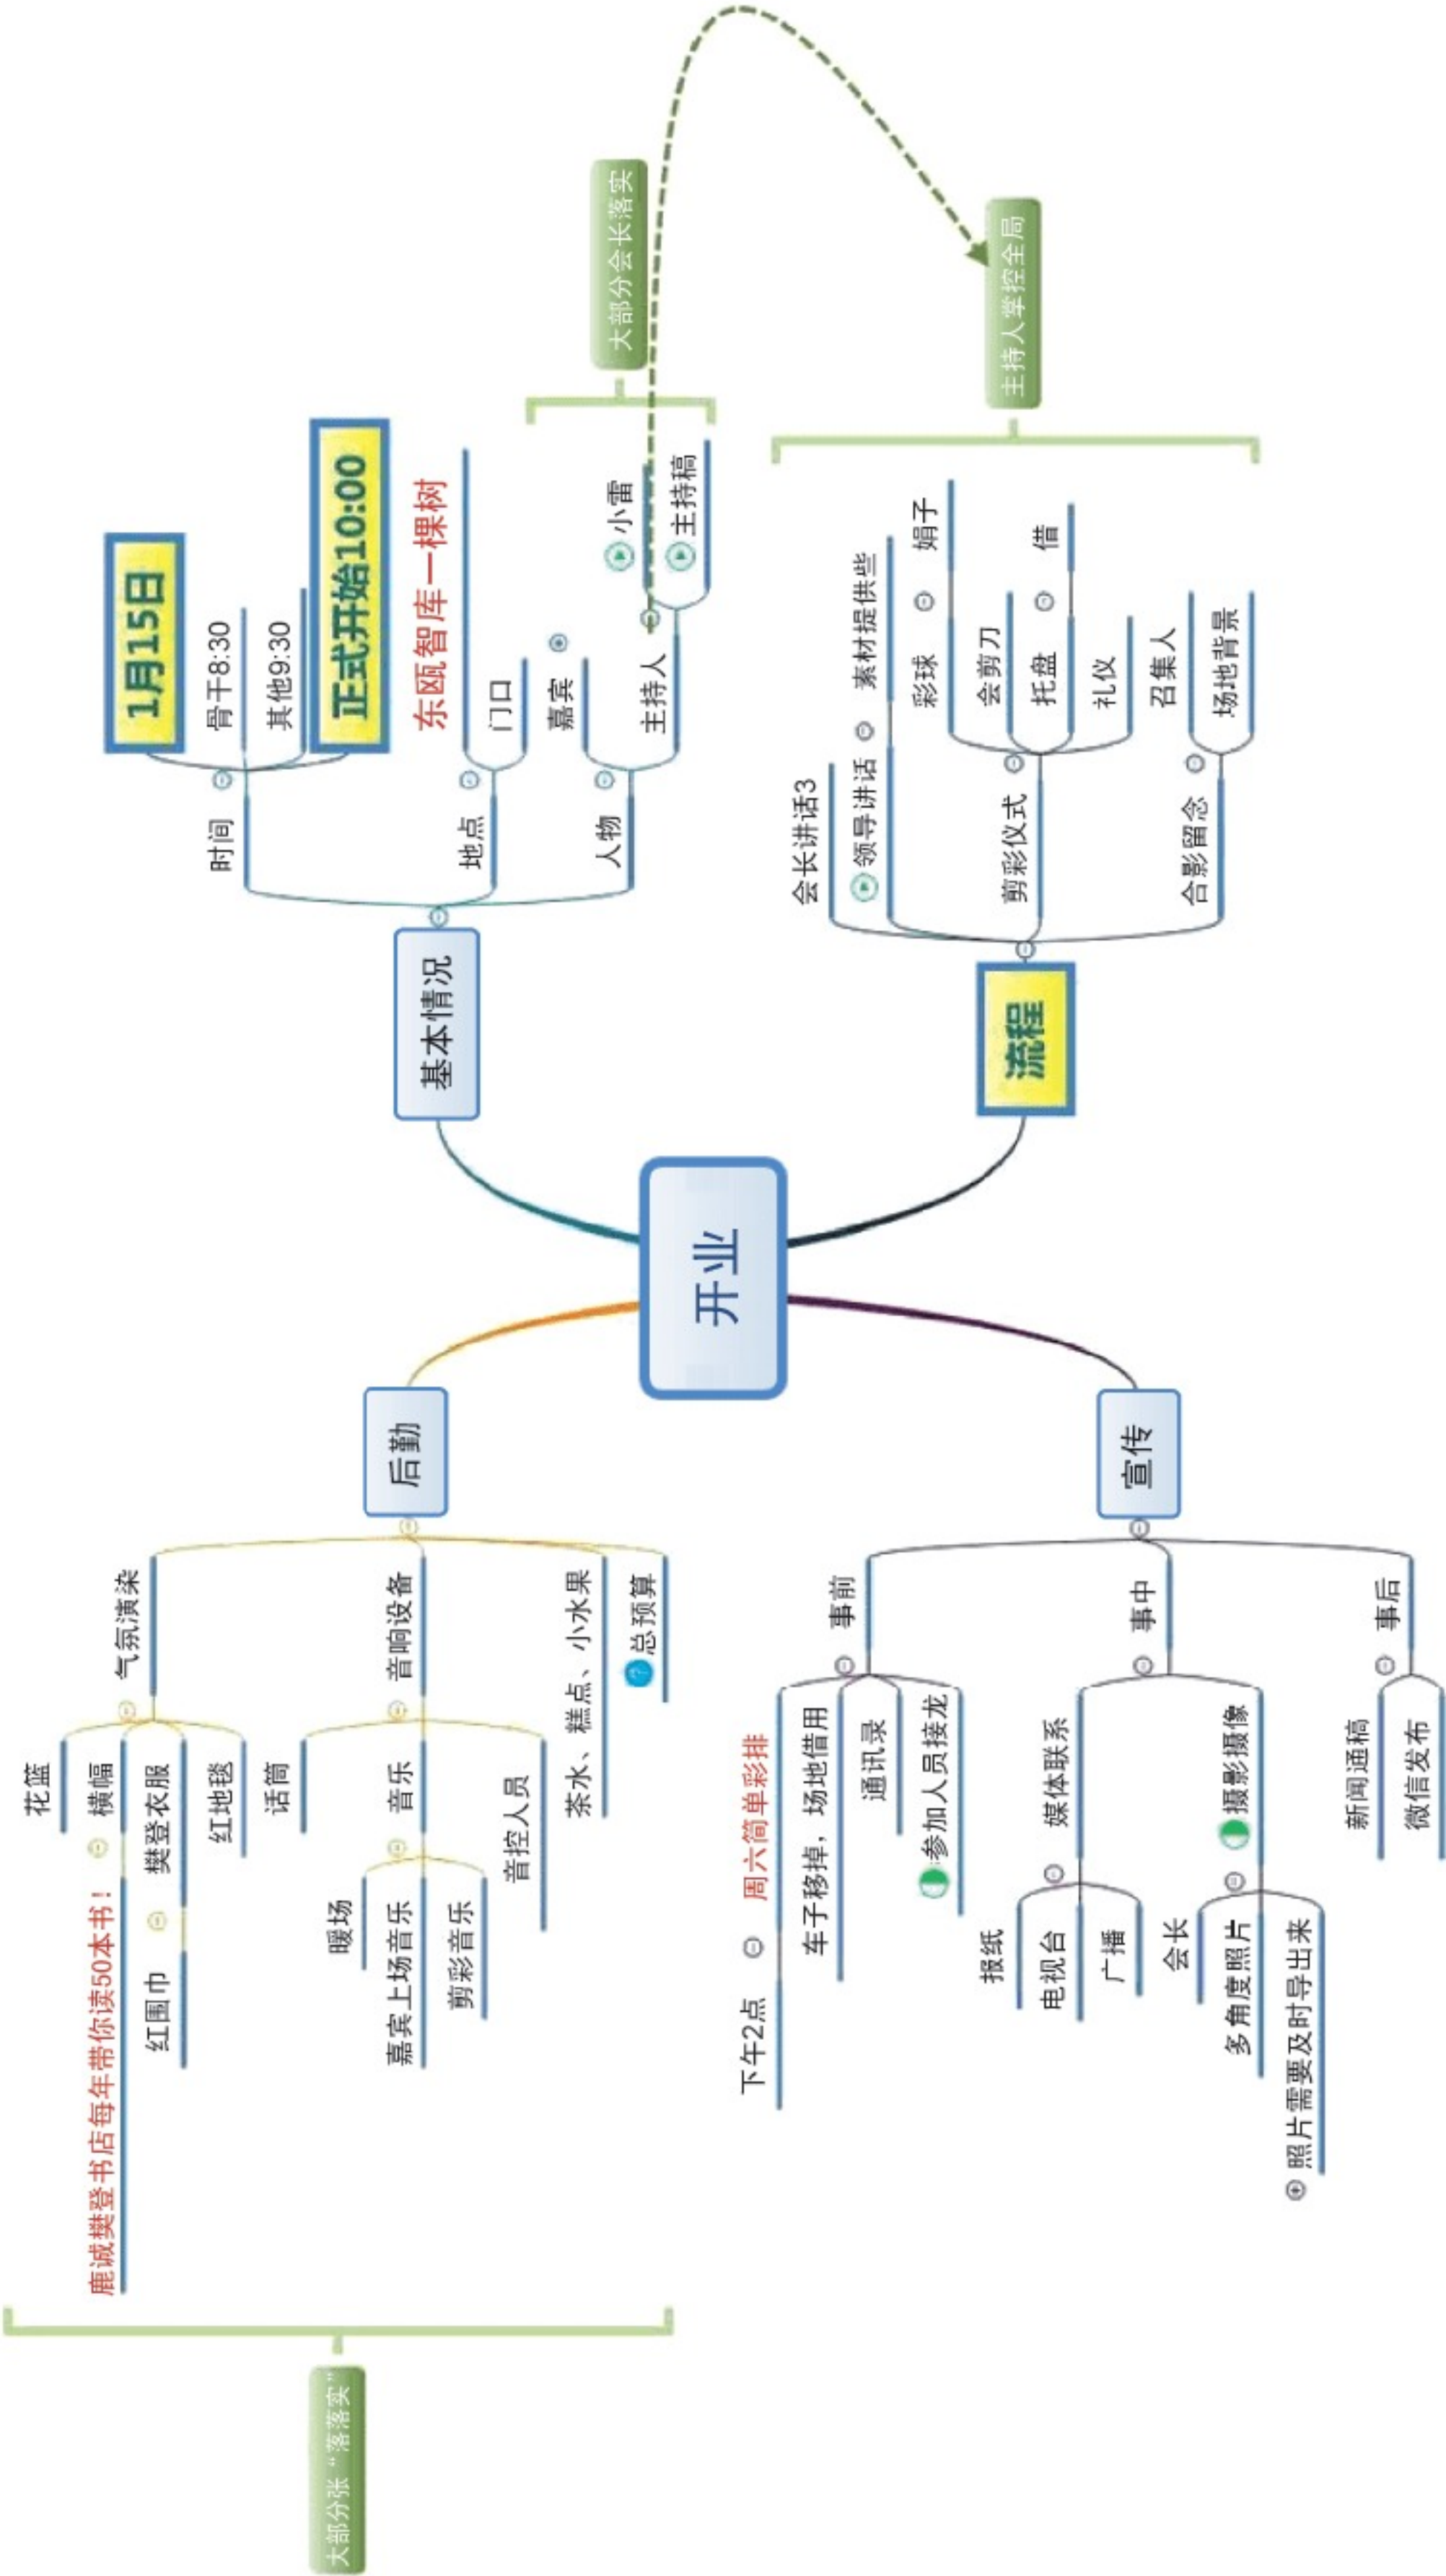 开业
基本情况
时间
1月15日
骨干8:30
其他9:30
正式开始10:00
地点
东瓯智库一棵树
门口
人物
嘉宾
主持人
小雷
主持稿
大部分会长落实
流程
会长讲话3
领导讲话
素材提供些
剪彩仪式
彩球
娟子
会剪刀
托盘
借
礼仪
合影留念
召集人
场地背景
主持人掌控全局
后勤
气氛演染
花篮
横幅
鹿诚樊登书店每年带你读50本书！
樊登衣服
红围巾
红地毯
音响设备
话筒
音乐
暖场
嘉宾上场音乐
剪彩音乐
音控人员
茶水、糕点、小水果
总预算
大部分张“落落实”
宣传
事前
周六简单彩排
下午2点
车子移掉，场地借用
通讯录
参加人员接龙
事中
媒体联系
报纸
电视台
广播
摄影摄像
会长
多角度照片
照片需要及时导出来
事后
新闻通稿
微信发布